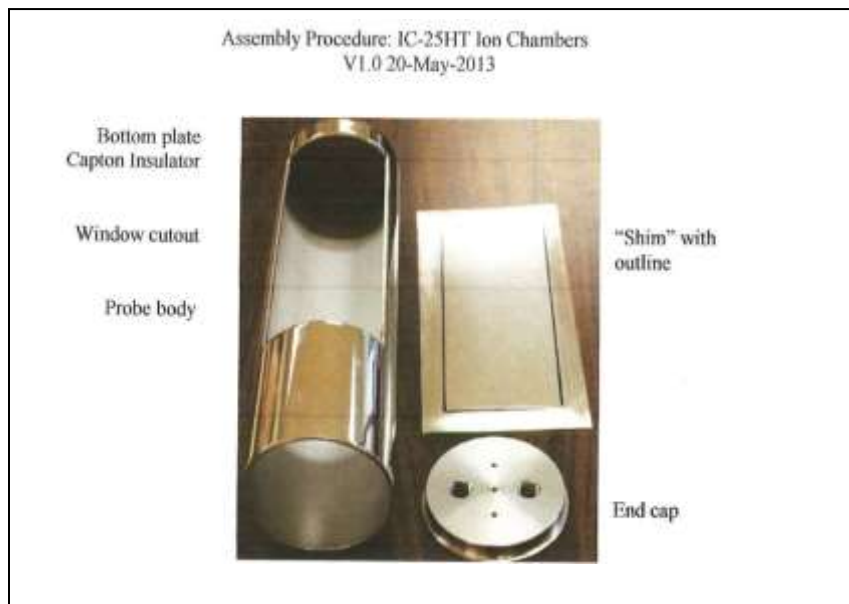 Assembly Procedure: IC-25HT Ion Chambers
V1.0 20-May-2013
Bottom plate
Capton Insulator
Window cutout
Probe body
“Shim” with
outline
End cap